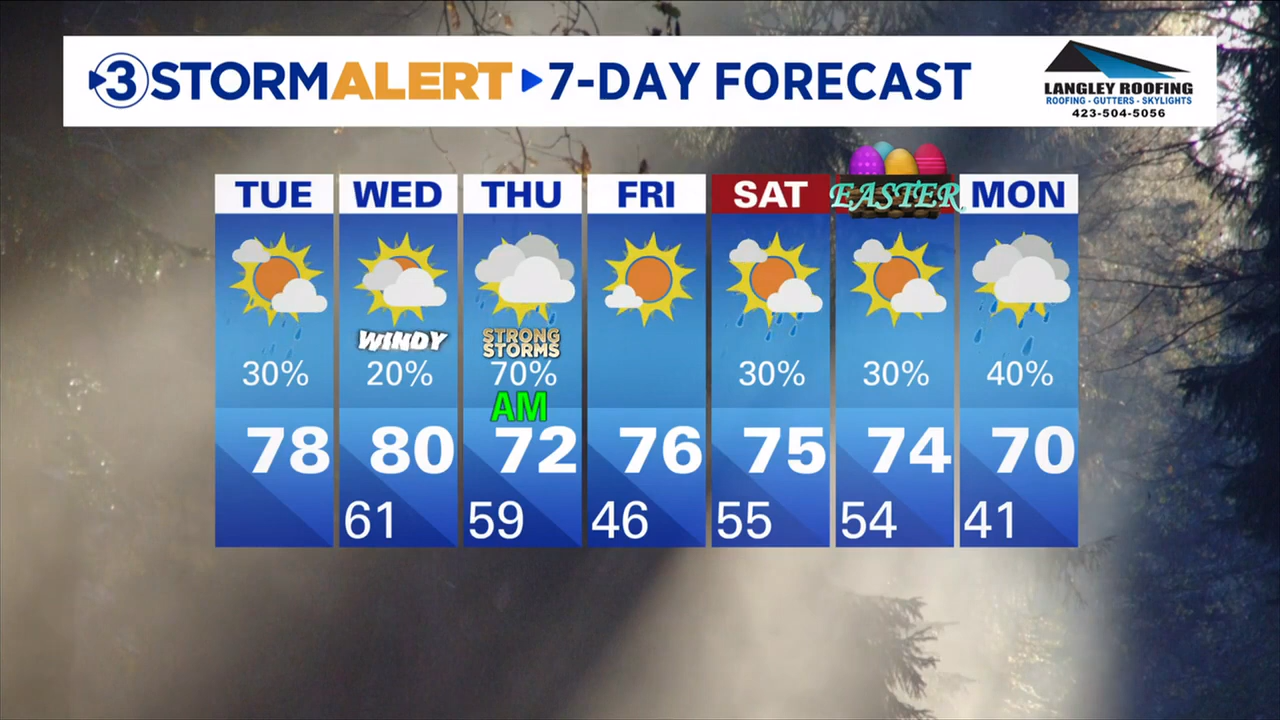 3 STORMALERT 7-DAY FORECAST
LANGLEY ROOFING
ROOFING - GUTTERS - SKYLIGHTS
423-504-5056
TUE WED THU FRI SAT EASTER MON
WINDY STRONG STORMS
30% 20% 70% 30% 30% 40%
AM
78 80 72 76 75 74 70
61 59 46 55 54 41